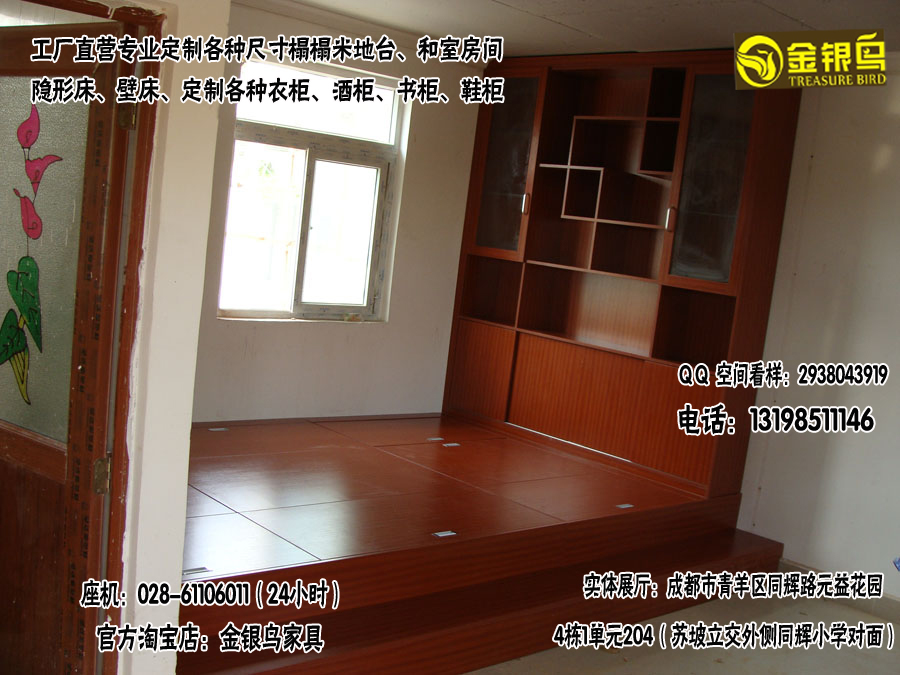 工厂直营专业定制各种尺寸榻榻米地台、和室房间
隐形床、壁床、定制各种衣柜、酒柜、书柜、鞋柜
金银鸟
TREASURE BIRD
QQ 空间看样：2938043919
电话：13198511146
座机：028-61106011（24小时）
官方淘宝店：金银鸟家具
实体展厅：成都市青羊区同辉路元益花园
4栋1单元204（苏坡立交外侧同辉小学对面）